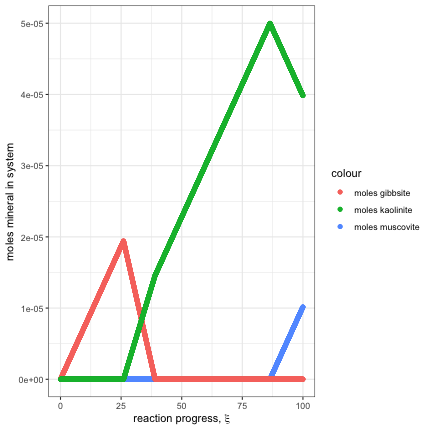 5e-05
4e-05
3e-05
2e-05
1e-05
0e+00
moles mineral in system
0
25
50
75
100
reaction progress, ξ
colour
moles gibbsite
moles kaolinite
moles muscovite